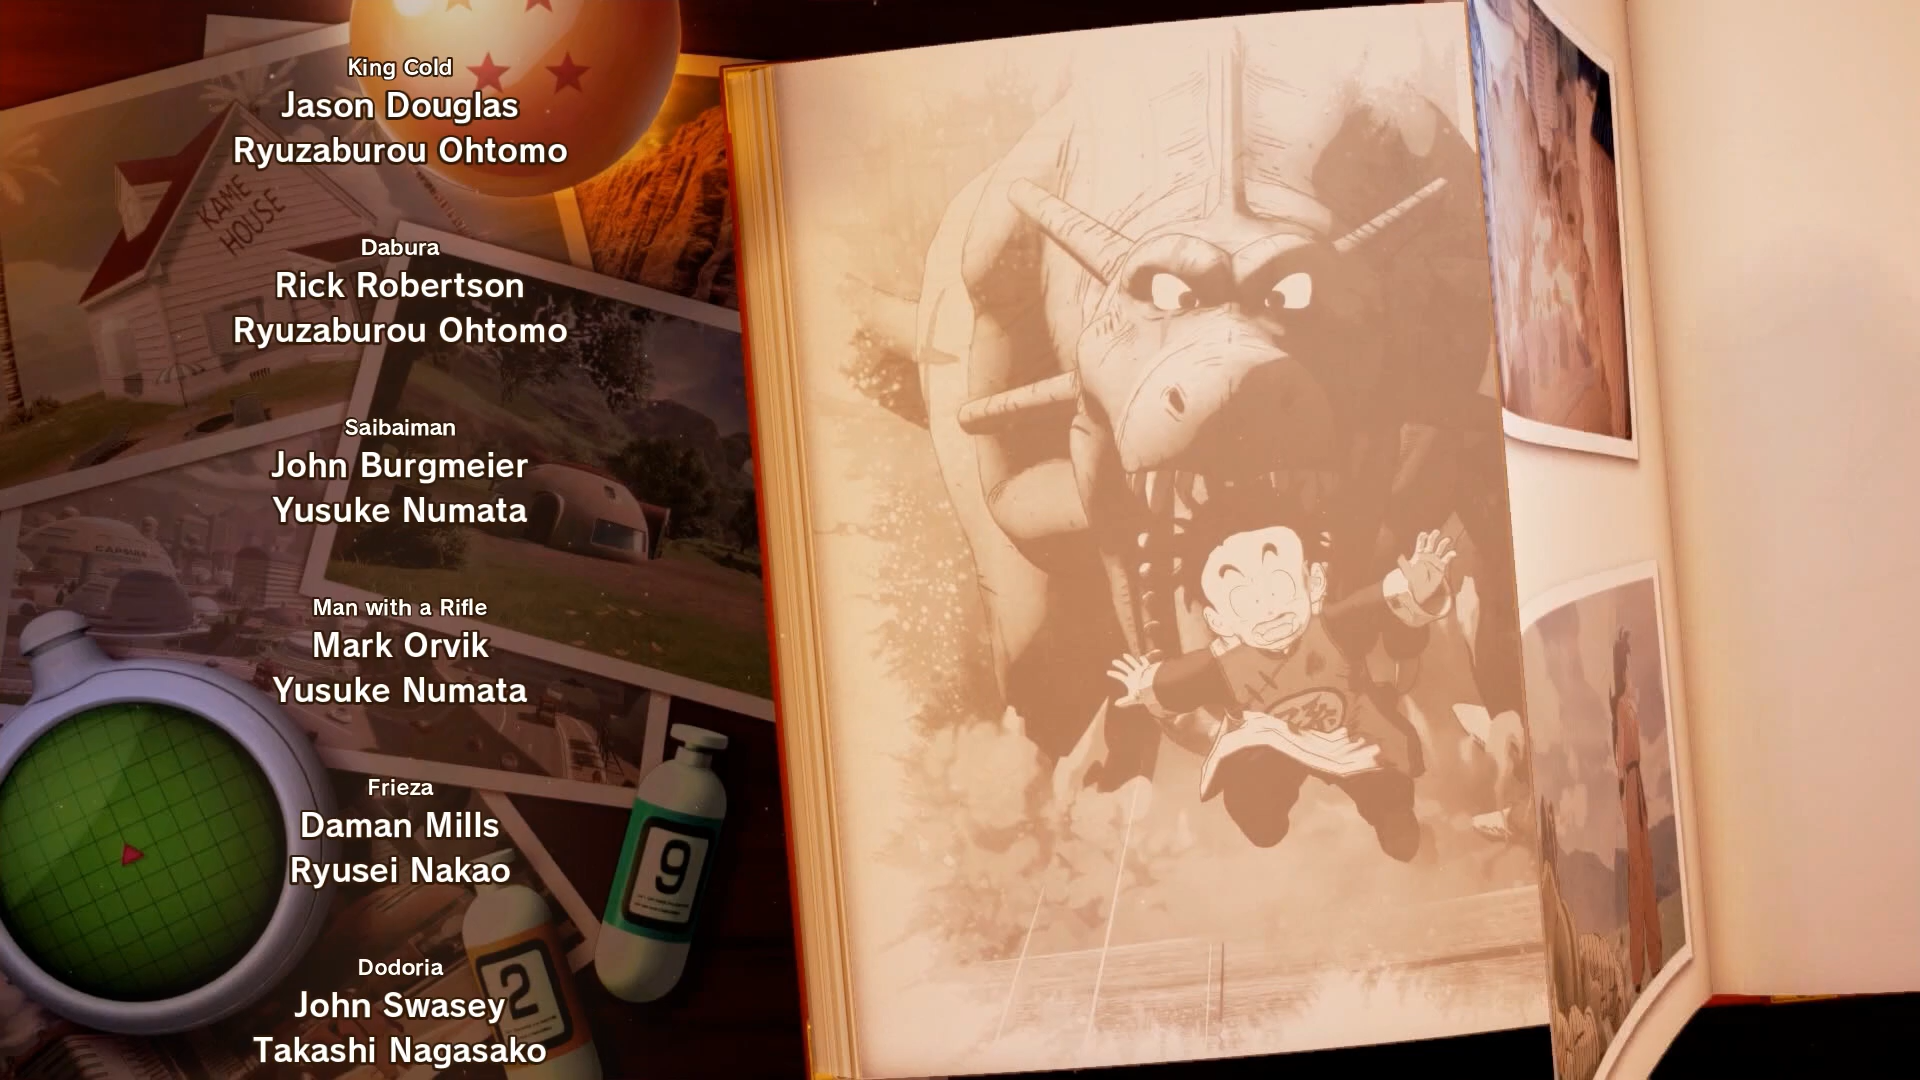 King Cold
Jason Douglas
Ryuzaburou Ohtomo
KAME
HOUSE
Dabura
Rick Robertson
Ryuzaburou Ohtomo
Saibaiman
John Burgmeier
Yusuke Numata
CAPSULE
Man with a Rifle
Mark Orvik
Yusuke Numata
Frieza
Daman Mills
Ryusei Nakao
9
Dodoria
John Swasey
Takashi Nagasako
2